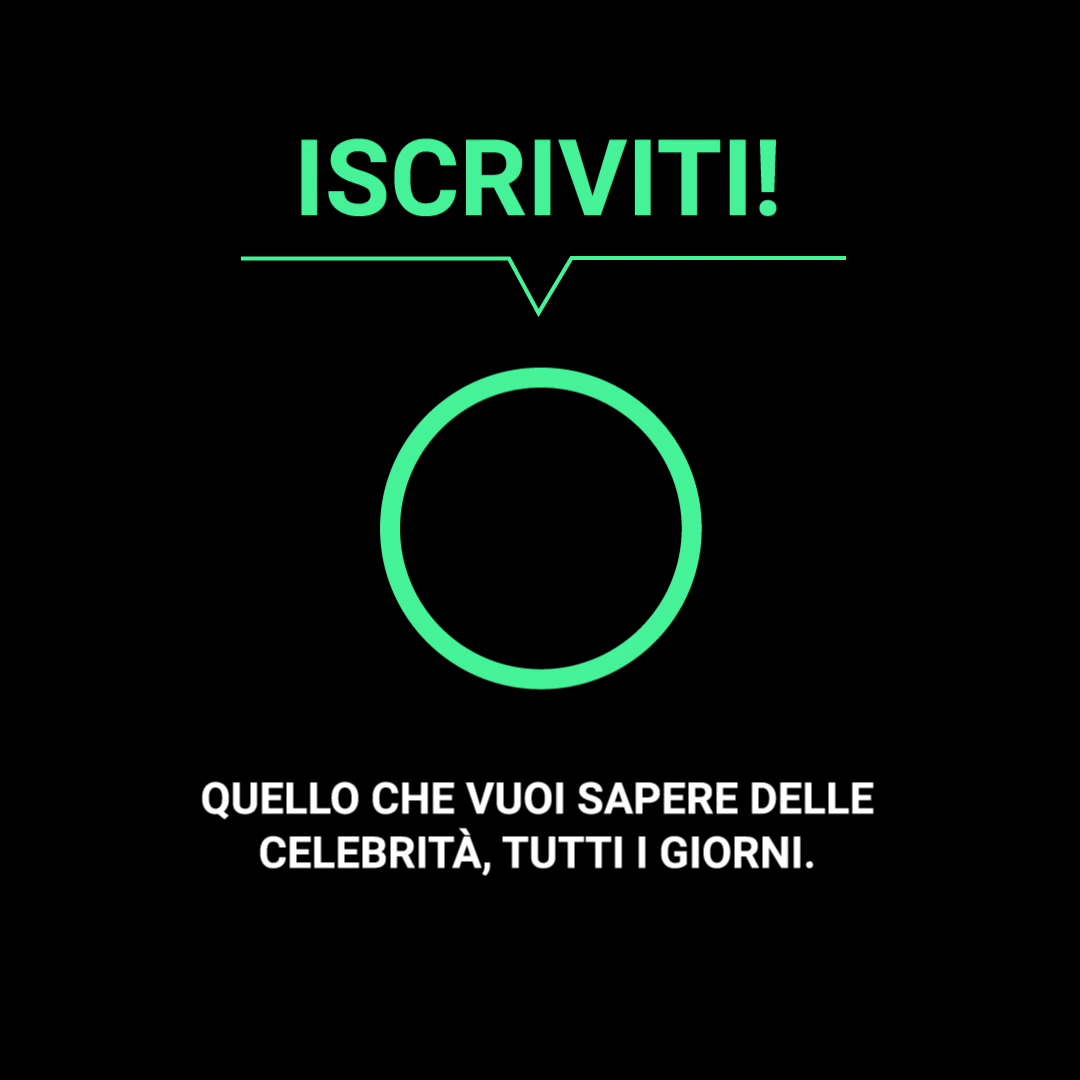 ISCRIVITI!
QUELLO CHE VUOI SAPERE DELLE
CELEBRITÀ, TUTTI I GIORNI.